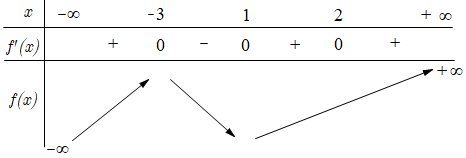 x −∞ -3 1 2 + ∞
f'(x) + 0 − 0 + 0 +
+∞
f(x)
−∞